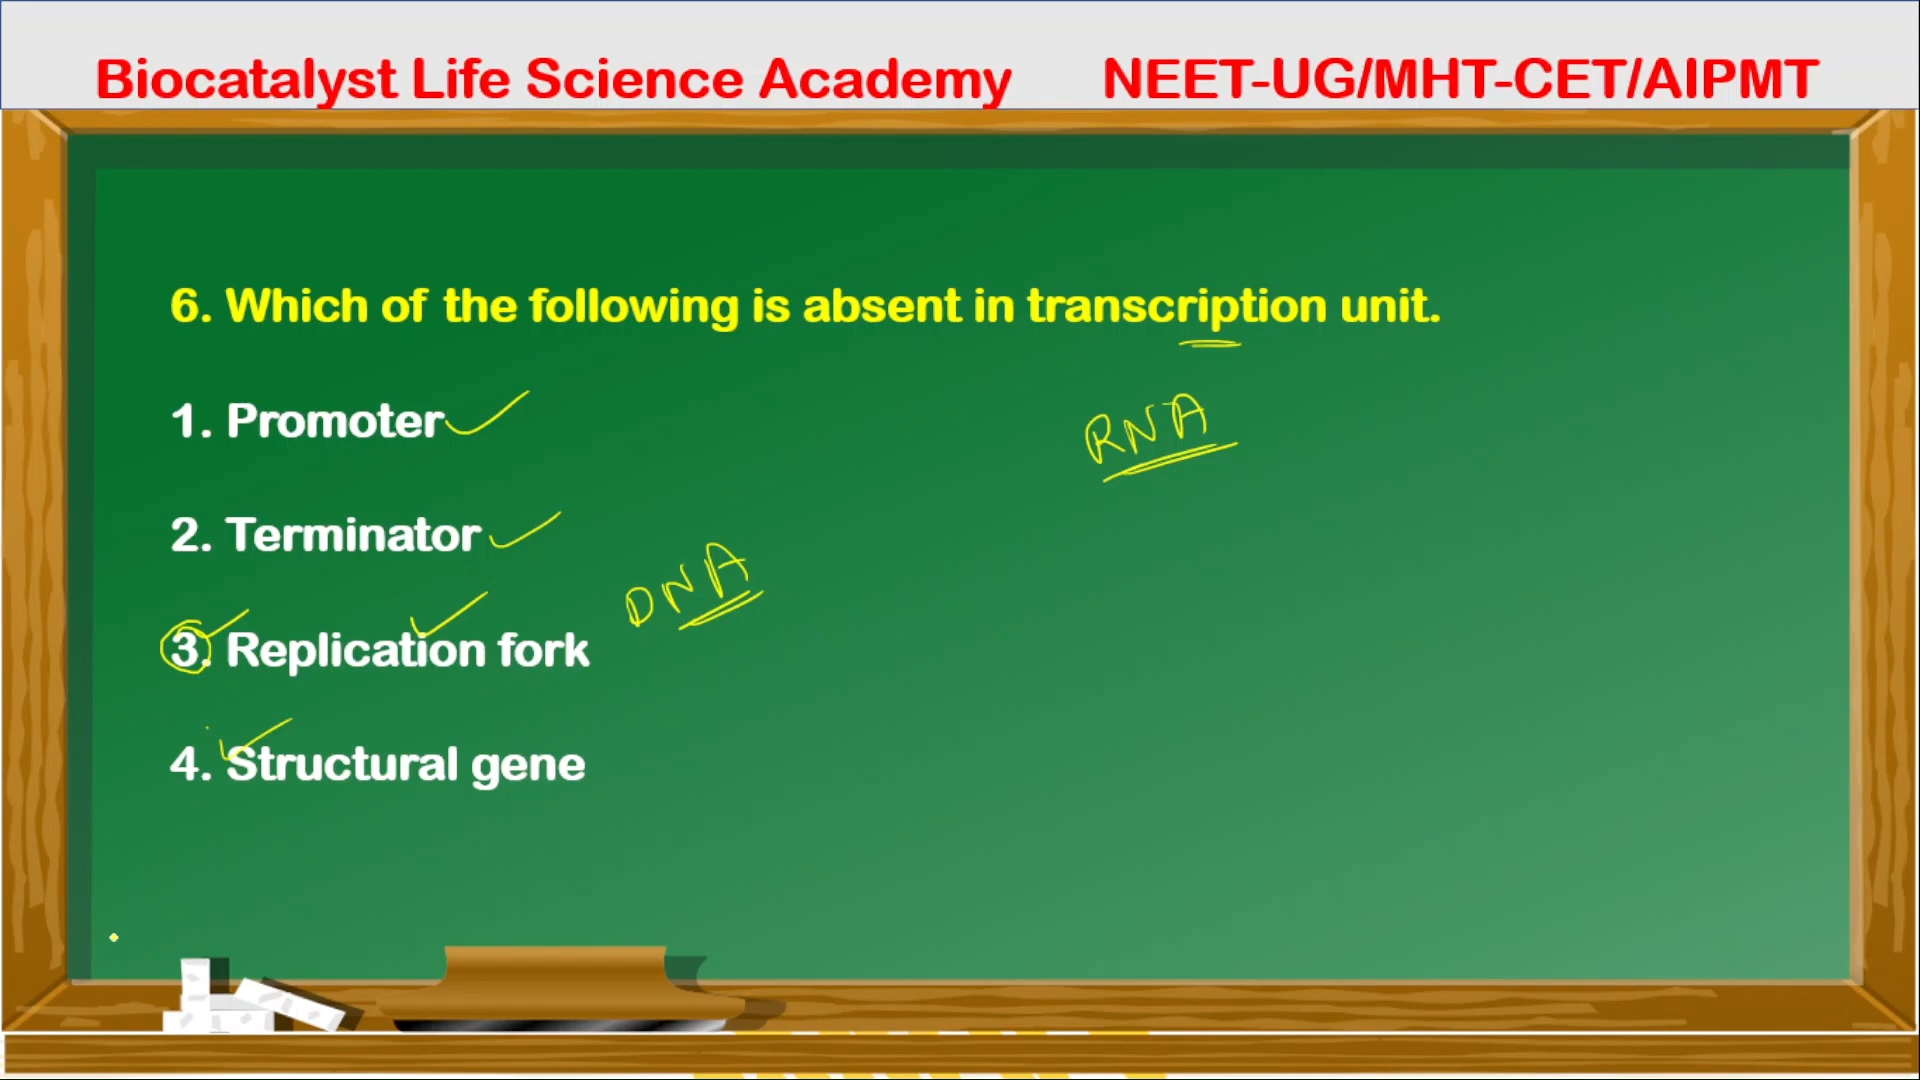 Biocatalyst Life Science Academy NEET-UG/MHT-CET/AIPMT
6. Which of the following is absent in transcription unit.
1. Promoter
RNA
2. Terminator
DNA
3. Replication fork
4. Structural gene